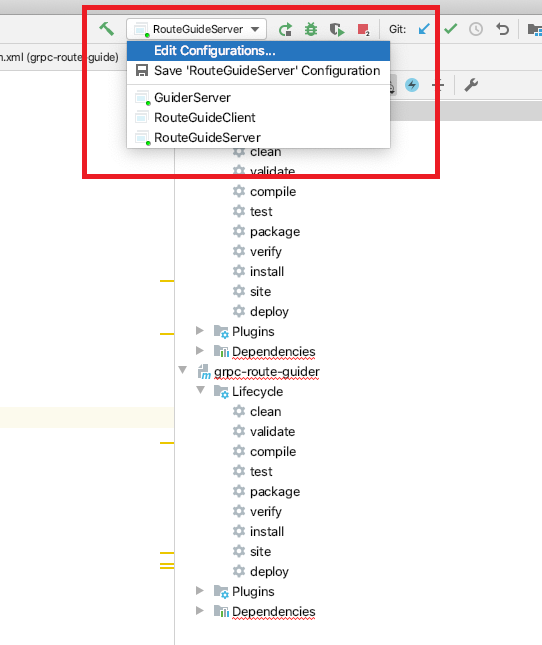 RouteGuideServer
Git:
Edit Configurations...
n.xml (grpc-route-guide)
Save 'RouteGuideServer' Configuration
GuiderServer
RouteGuideClient
RouteGuideServer
clean
validate
compile
test
package
verify
install
site
deploy
Plugins
Dependencies
grpc-route-guider
Lifecycle
clean
validate
compile
test
package
verify
install
site
deploy
Plugins
Dependencies